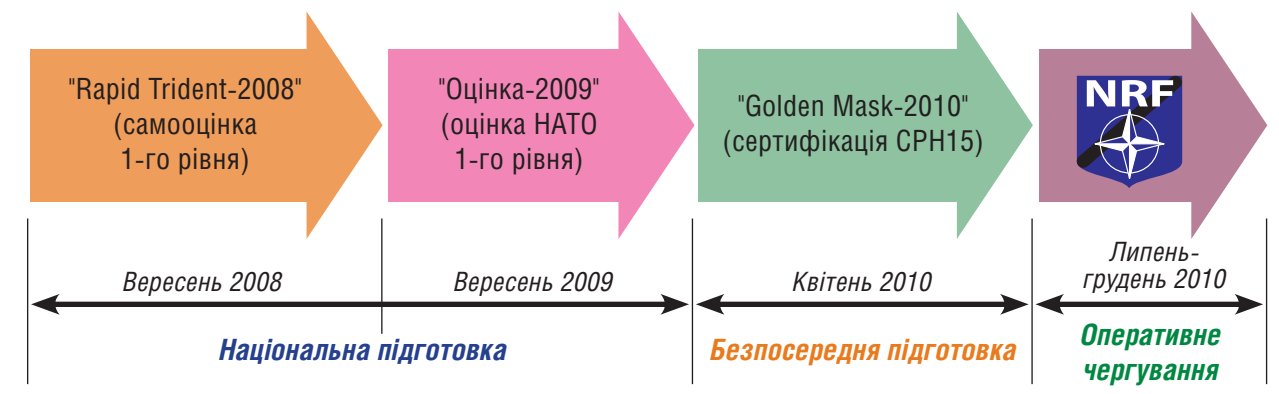 "Rapid Trident-2008"
(самооцінка
1-го рівня)
"Оцінка-2009"
(оцінка НАТО
1-го рівня)
"Golden Mask-2010"
(сертифікація СРН15)
NRF
Вересень 2008
Вересень 2009
Квітень 2010
Липень-
грудень 2010
Національна підготовка
Безпосередня підготовка
Оперативне
чергування